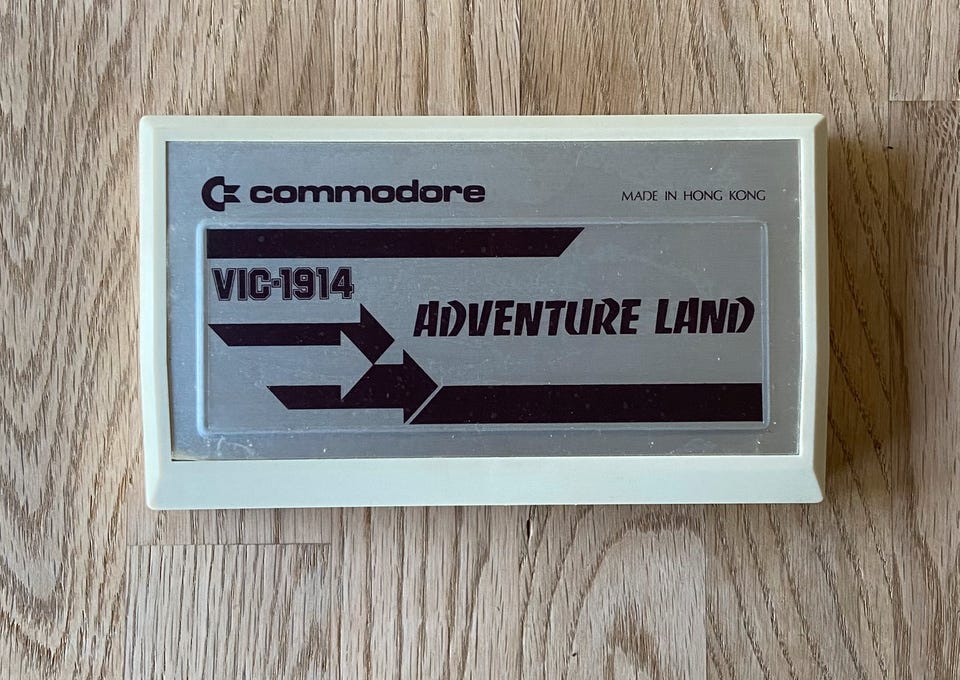 commodore
MADE IN HONG KONG
VIC-1914
ADVENTURE LAND